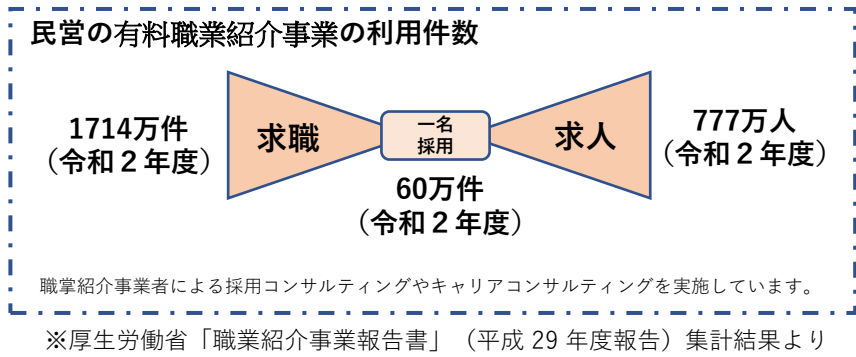 民営の有料職業紹介事業の利用件数
1714万件
（令和２年度）
求職
一名
採用
60万件
（令和２年度）
求人
777万人
（令和２年度）
職掌紹介事業者による採用コンサルティングやキャリアコンサルティングを実施しています。
※厚生労働省「職業紹介事業報告書」（平成 29 年度報告）集計結果より